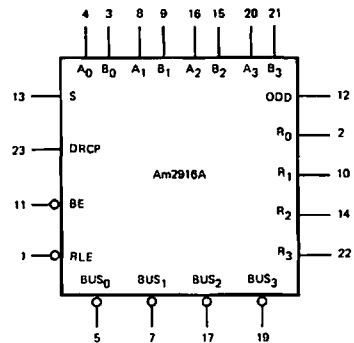 4 3 8 9 16 15 20 21
A0 B0 A1 B1 A2 B2 A3 B3
13 S ODD 12
R0 2
23 DRCP
Am2916A R1 10
11 BE R2 14
1 RLE R3 22
BUS0 BUS1 BUS2 BUS3
5 7 17 19